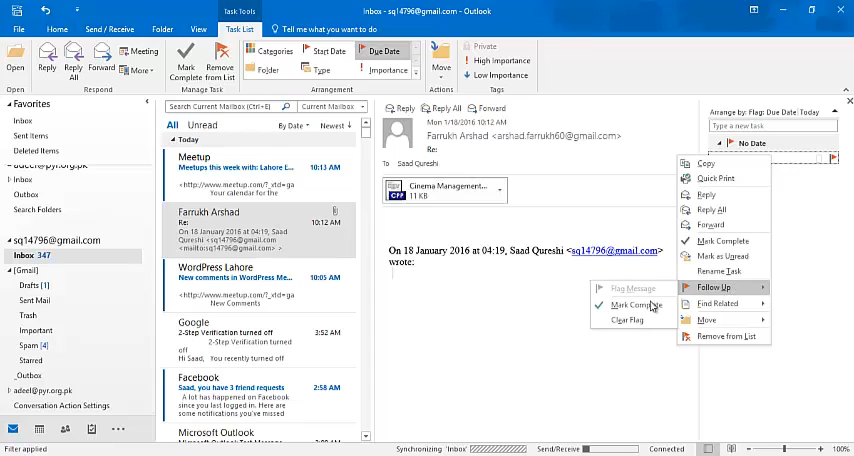 Task Tools
Inbox - sq14796@gmail.com - Outlook
File
Home
Send / Receive
Folder
View
Task List
Tell me what you want to do
Open
Reply
Reply All
Forward
Meeting
More
Mark Complete
Remove from List
Categories
Start Date
Due Date
Folder
Type
Importance
Move
Private
High Importance
Low Importance
Open
Respond
Manage Task
Arrangement
Actions
Tags
Favorites
Inbox
Sent Items
Deleted Items
adeel@pyr.org.pk
Inbox
Outbox
Search Folders
sq14796@gmail.com
Inbox 347
[Gmail]
Drafts [1]
Sent Mail
Trash
Important
Spam [4]
Starred
_Outbox
adeel@pyr.org.pk
Conversation Action Settings
Search Current Mailbox (Ctrl+E)
Current Mailbox
All Unread
By Date
Newest
Today
Meetup
Meetups this week with: Lahore E... 10:13 AM
<http://www.meetup.com/?_xtd=ga
Your calendar for the
Farrukh Arshad
Re: 10:12 AM
On 18 January 2016 at 04:19, Saad
Qureshi <sq14796@gmail.com
<mailto:sq14796@gmail.com> >
WordPress Lahore
New comments in WordPress Me... 10:05 AM
<http://www.meetup.com/?_xtd=ga
New Comments
Google
2-Step Verification turned off 3:52 AM
2-Step Verification turned
off
Hi Saad, You recently turned off
Facebook
Saad, you have 3 friend requests 2:58 AM
A lot has happened on Facebook
since you last logged in. Here are
some notifications you've missed
Microsoft Outlook
Microsoft Outlook Test Message
Reply
Reply All
Forward
Mon 1/18/2016 10:12 AM
Farrukh Arshad <arshad.farrukh60@gmail.com>
Re:
To Saad Qureshi
Cinema Management...
11 KB
CPP
On 18 January 2016 at 04:19, Saad Qureshi <sq14796@gmail.com>
wrote:
Arrange by: Flag: Due Date
Today
Type a new task
No Date
Copy
Quick Print
Reply
Reply All
Forward
Mark Complete
Mark as Unread
Rename Task
Follow Up
Find Related
Move
Remove from List
Flag Message
Mark Complete
Clear Flag
Filter applied
Synchronizing 'Inbox'
Send/Receive
Connected
100%